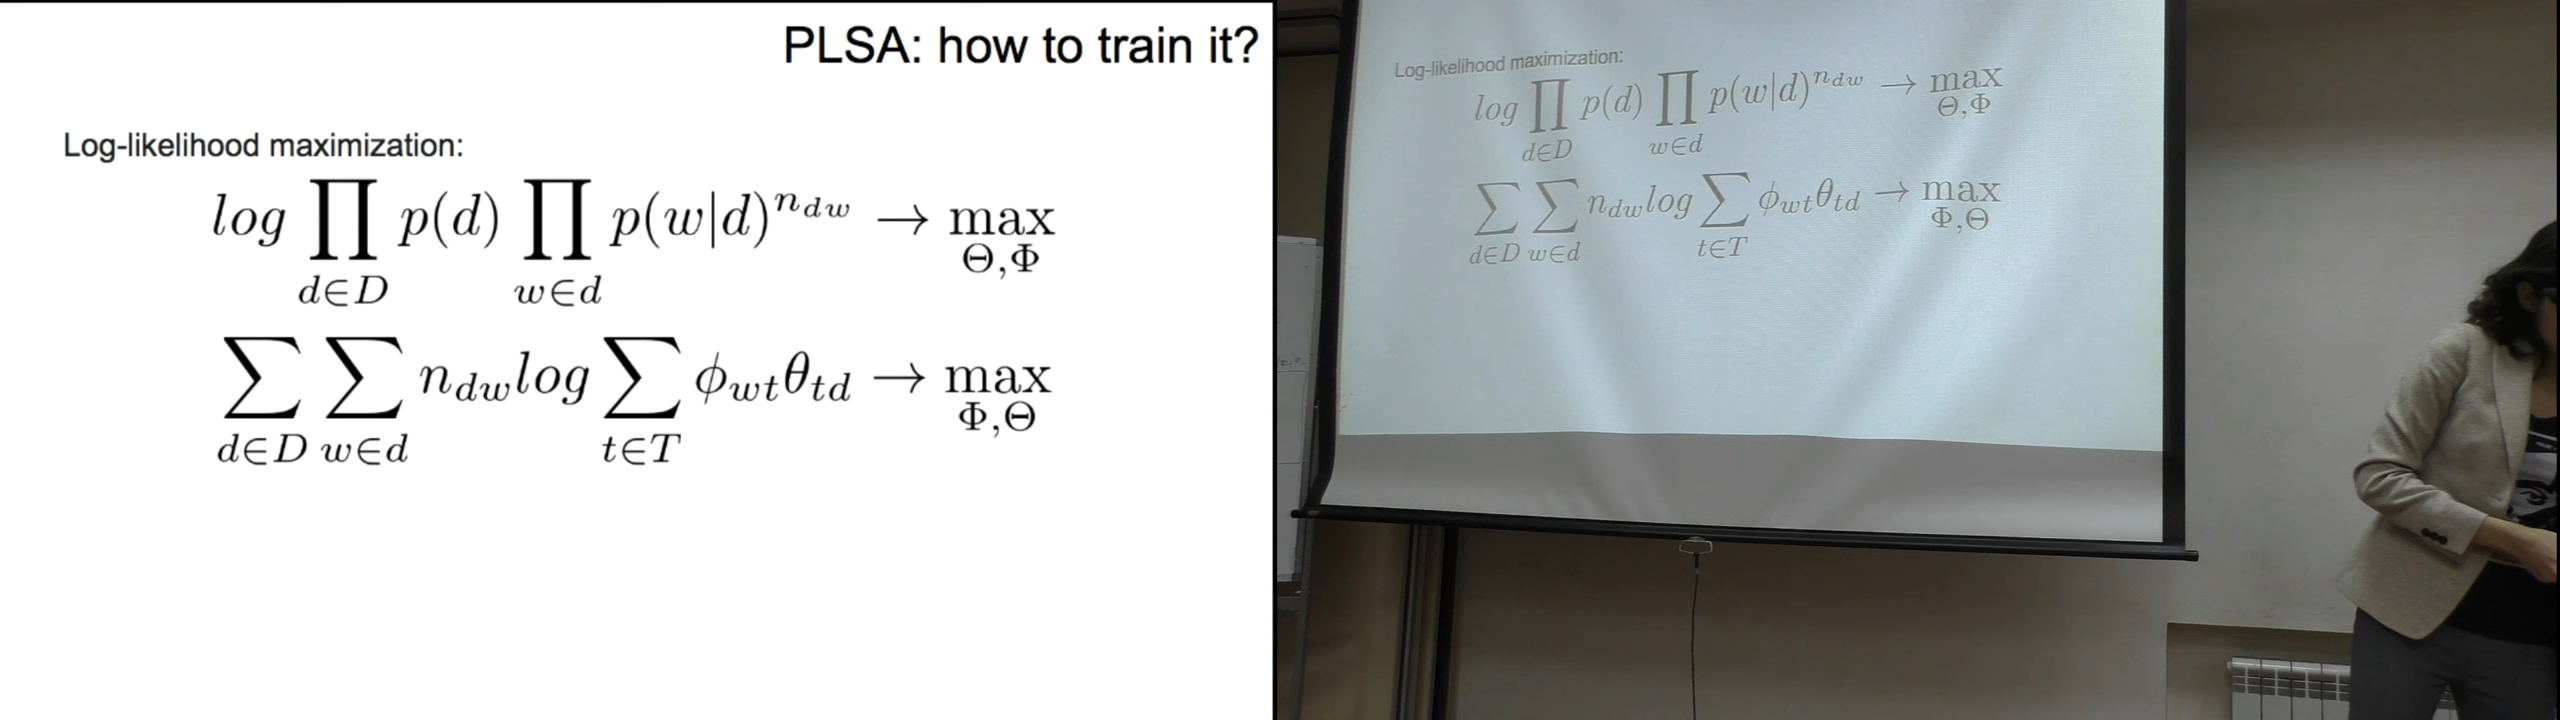 PLSA: how to train it?
Log-likelihood maximization:
log ∏_{d∈D} p(d) ∏_{w∈d} p(w|d)^{n_{dw}} → max_{Θ,Φ}
∑_{d∈D} ∑_{w∈d} n_{dw} log ∑_{t∈T} ϕ_{wt}θ_{td} → max_{Φ,Θ}
Log-likelihood maximization:
log ∏_{d∈D} p(d) ∏_{w∈d} p(w|d)^{n_{dw}} → max_{Θ,Φ}
∑_{d∈D} ∑_{w∈d} n_{dw} log ∑_{t∈T} ϕ_{wt}θ_{td} → max_{Φ,Θ}